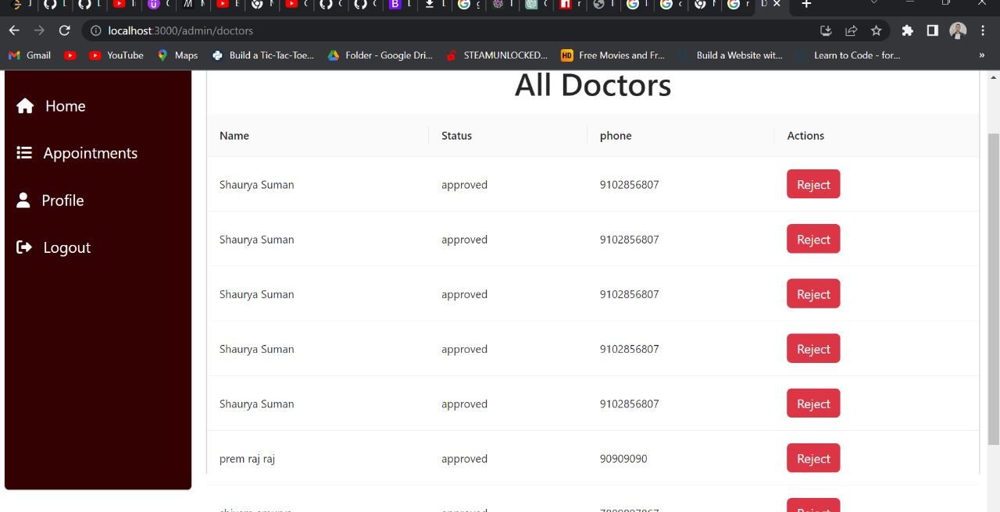 localhost:3000/admin/doctors
Gmail YouTube Maps Build a Tic-Tac-Toe... Folder - Google Dri... STEAMUNLOCKED... HD Free Movies and Fr... Build a Website wit... Learn to Code - for... »
All Doctors
Home
Appointments
Profile
Logout
Name Status phone Actions
Shaurya Suman approved 9102856807 Reject
Shaurya Suman approved 9102856807 Reject
Shaurya Suman approved 9102856807 Reject
Shaurya Suman approved 9102856807 Reject
Shaurya Suman approved 9102856807 Reject
prem raj raj approved 90909090 Reject
approved Reject